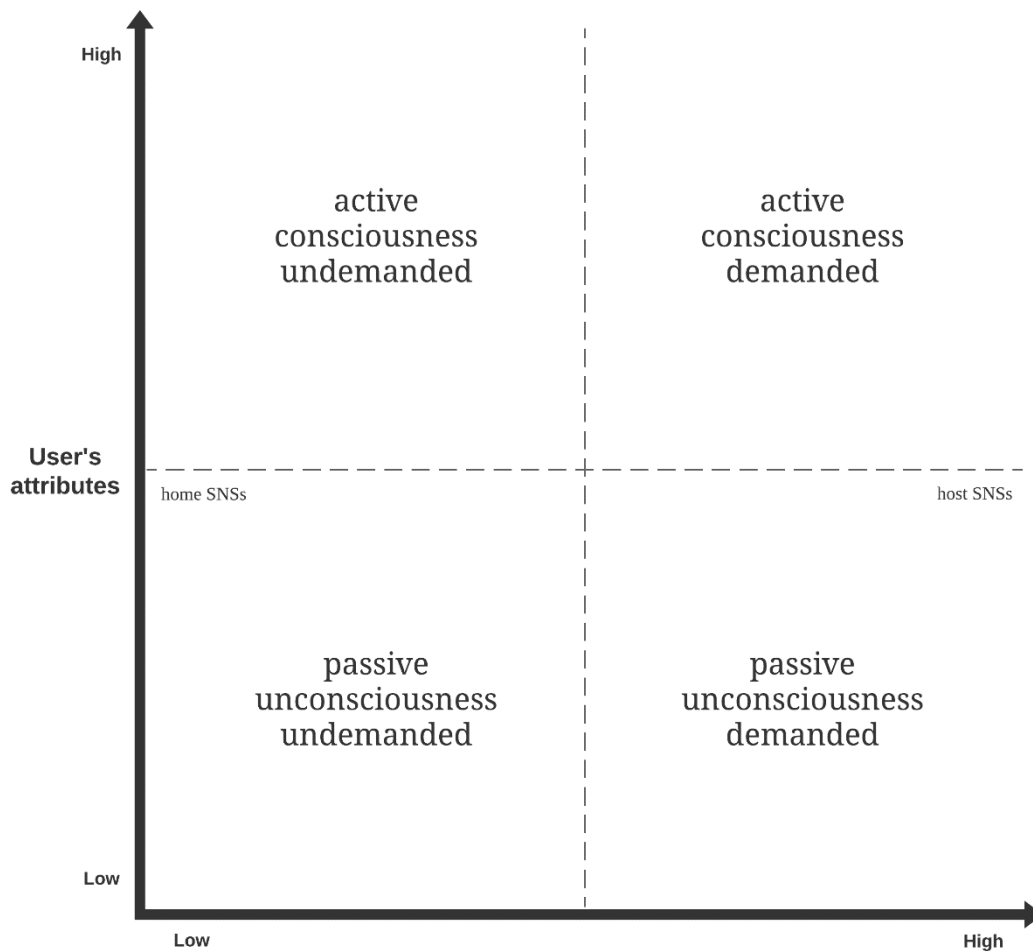 High
active
consciousness
undemanded
active
consciousness
demanded
User's
attributes
home SNSs
host SNSs
passive
unconsciousness
undemanded
passive
unconsciousness
demanded
Low
Low
High